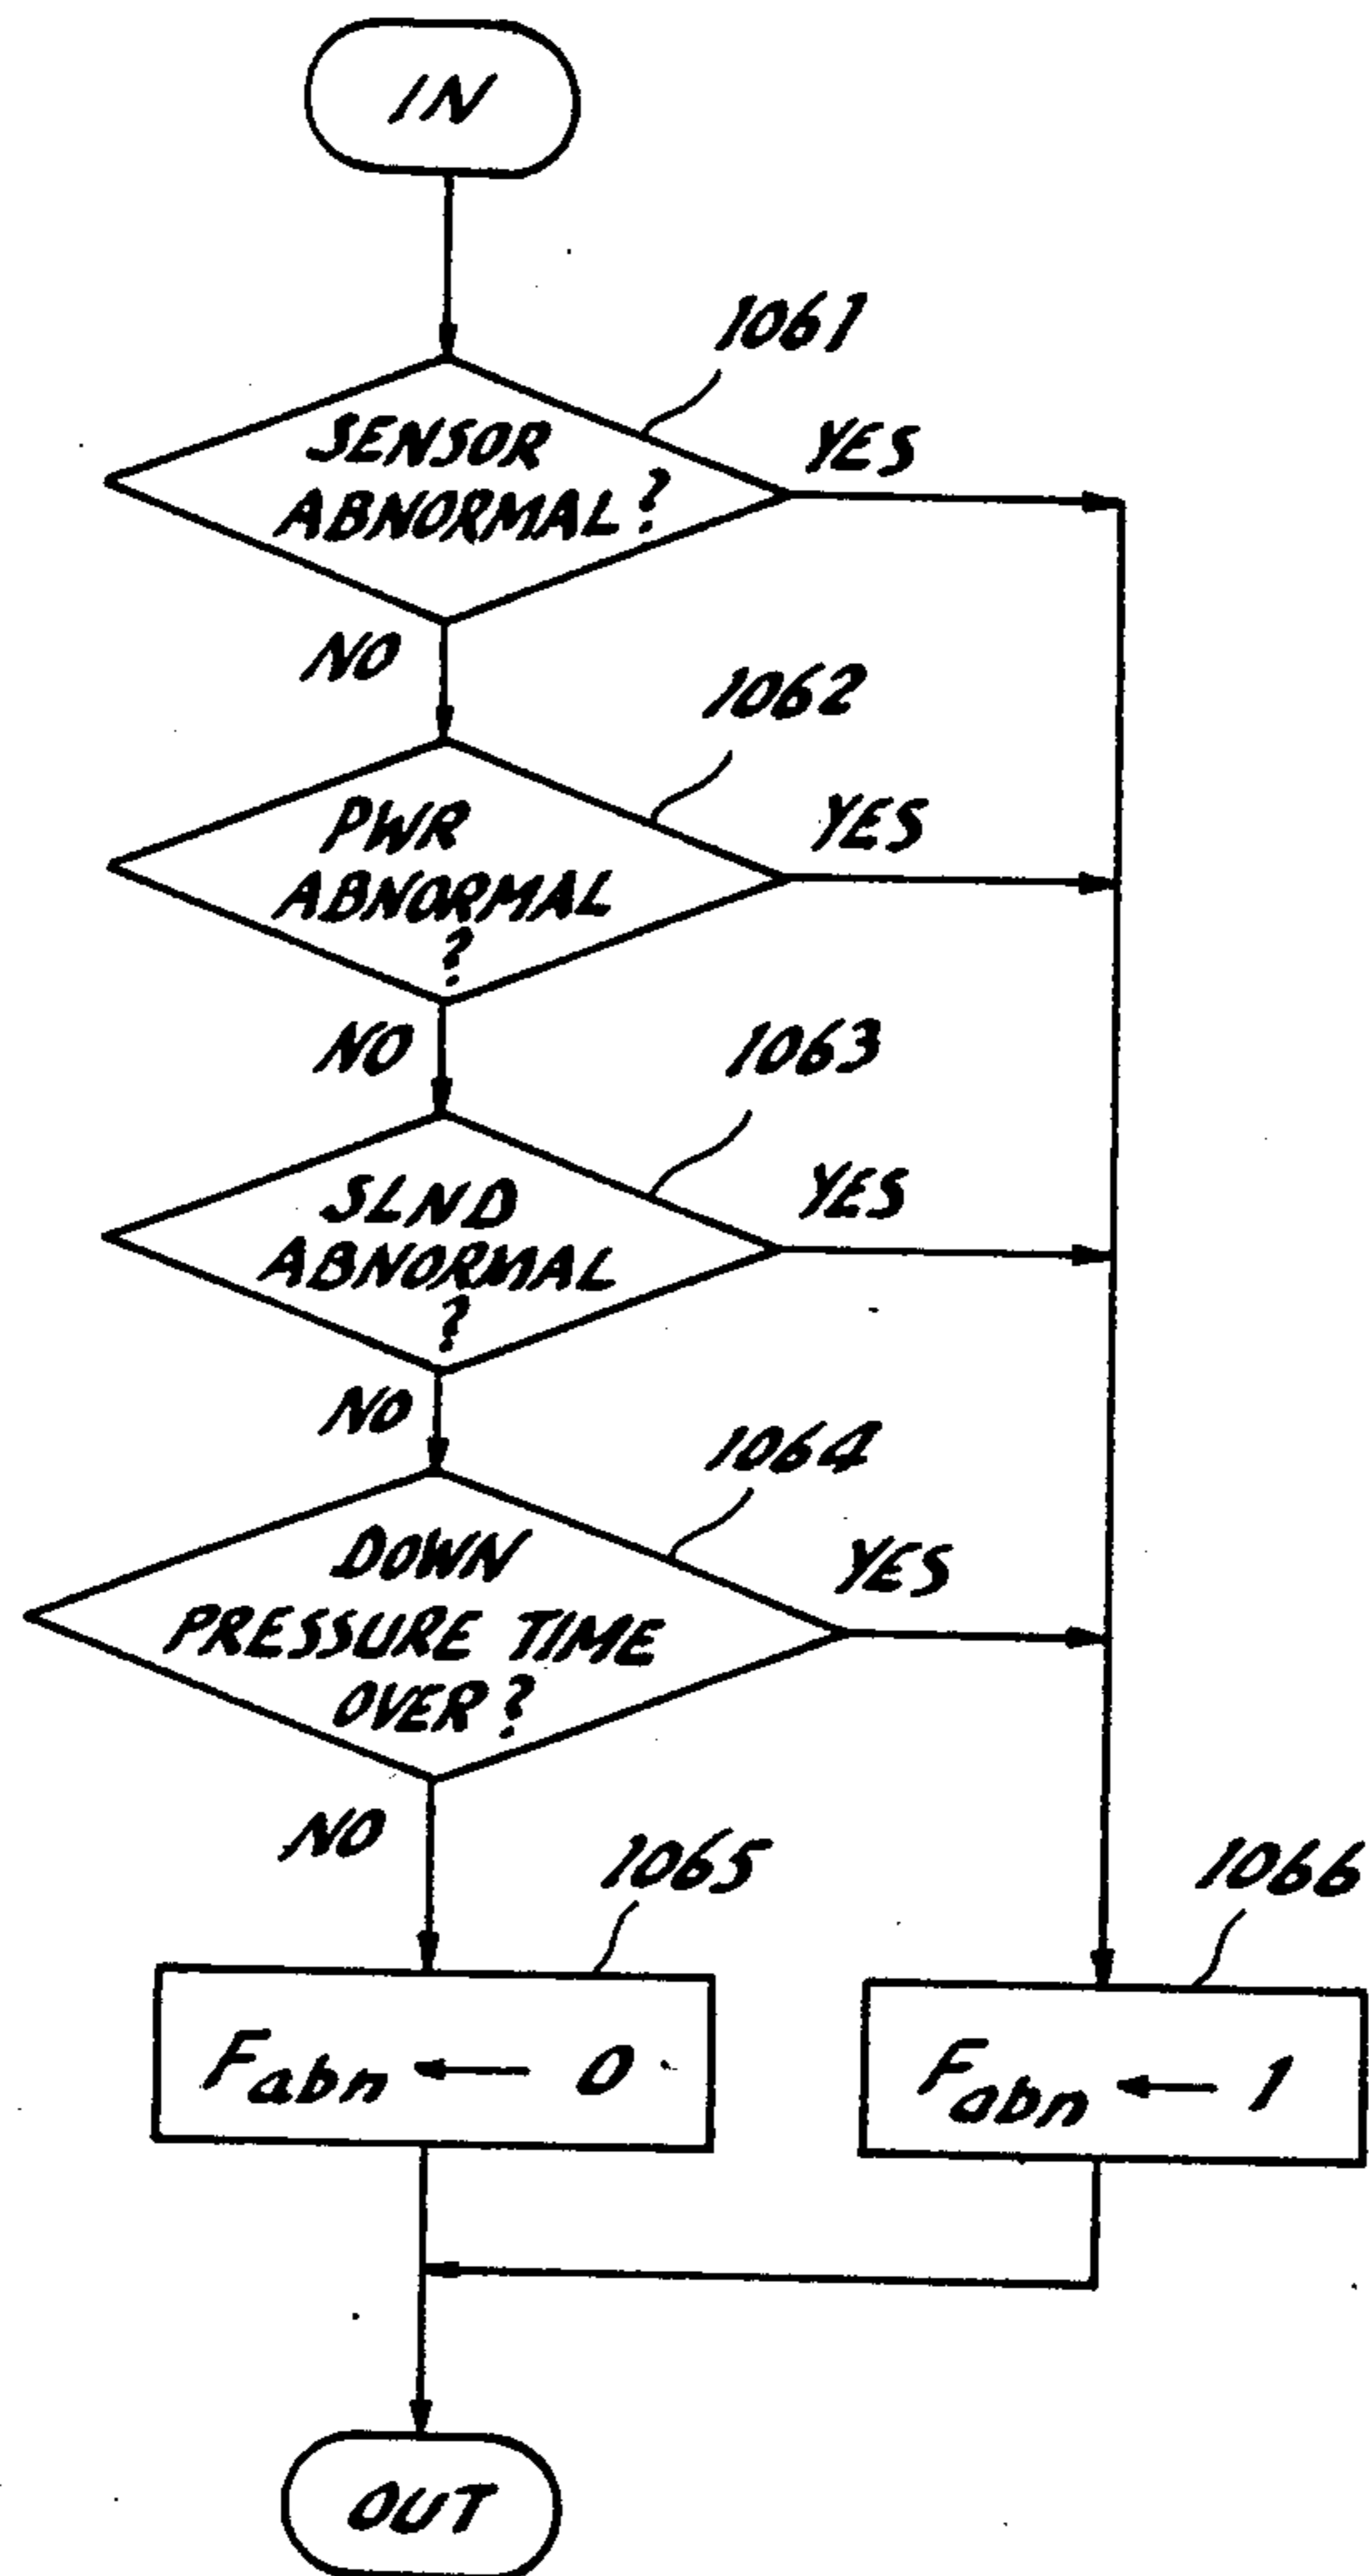 IN
1061
SENSOR
ABNORMAL?
YES
NO
1062
PWR
ABNORMAL
?
YES
NO
1063
SLND
ABNORMAL
?
YES
NO
1064
DOWN
PRESSURE TIME
OVER?
YES
NO
1065
Fabn ← 0
1066
Fabn ← 1
OUT